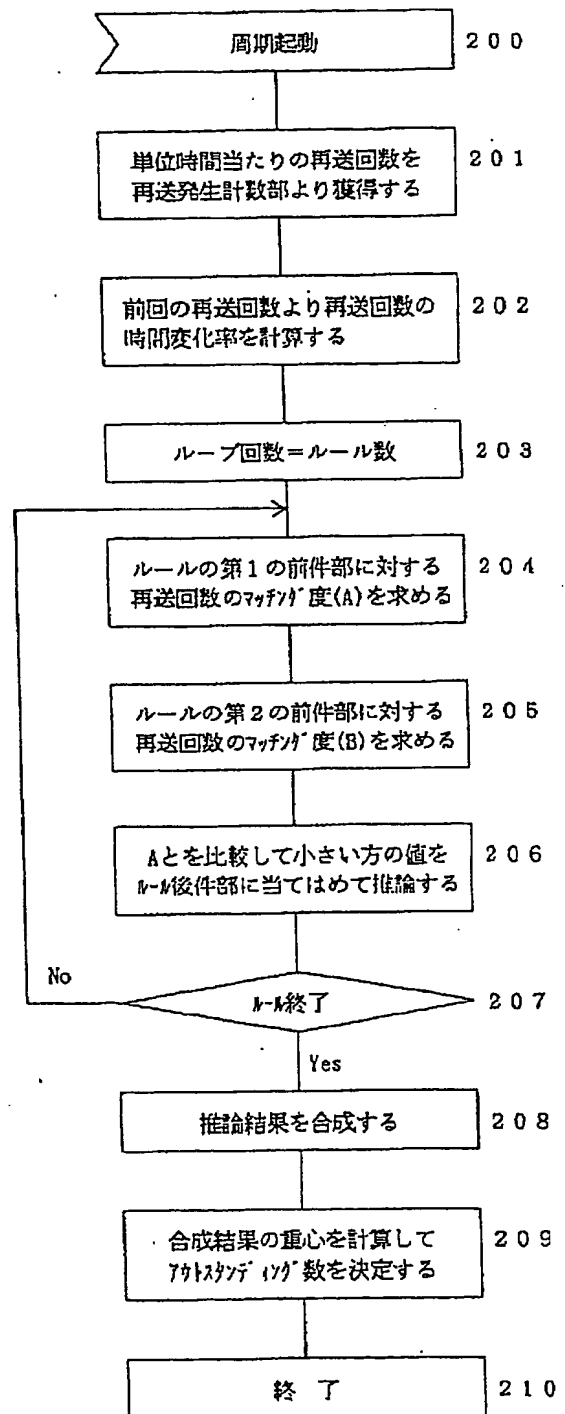 周期起動 200
単位時間当たりの再送回数を 201
再送発生計数部より獲得する
前回の再送回数より再送回数の 202
時間変化率を計算する
ループ回数=ルール数 203
ルールの第1の前件部に対する 204
再送回数のマッチング度(A)を求める
ルールの第2の前件部に対する 205
再送回数のマッチング度(B)を求める
Aとを比較して小さい方の値を 206
ルール後件部に当てはめて推論する
No
ルール終了 207
Yes
推論結果を合成する 208
合成結果の重心を計算して 209
アウトスタンディング数を決定する
終了 210